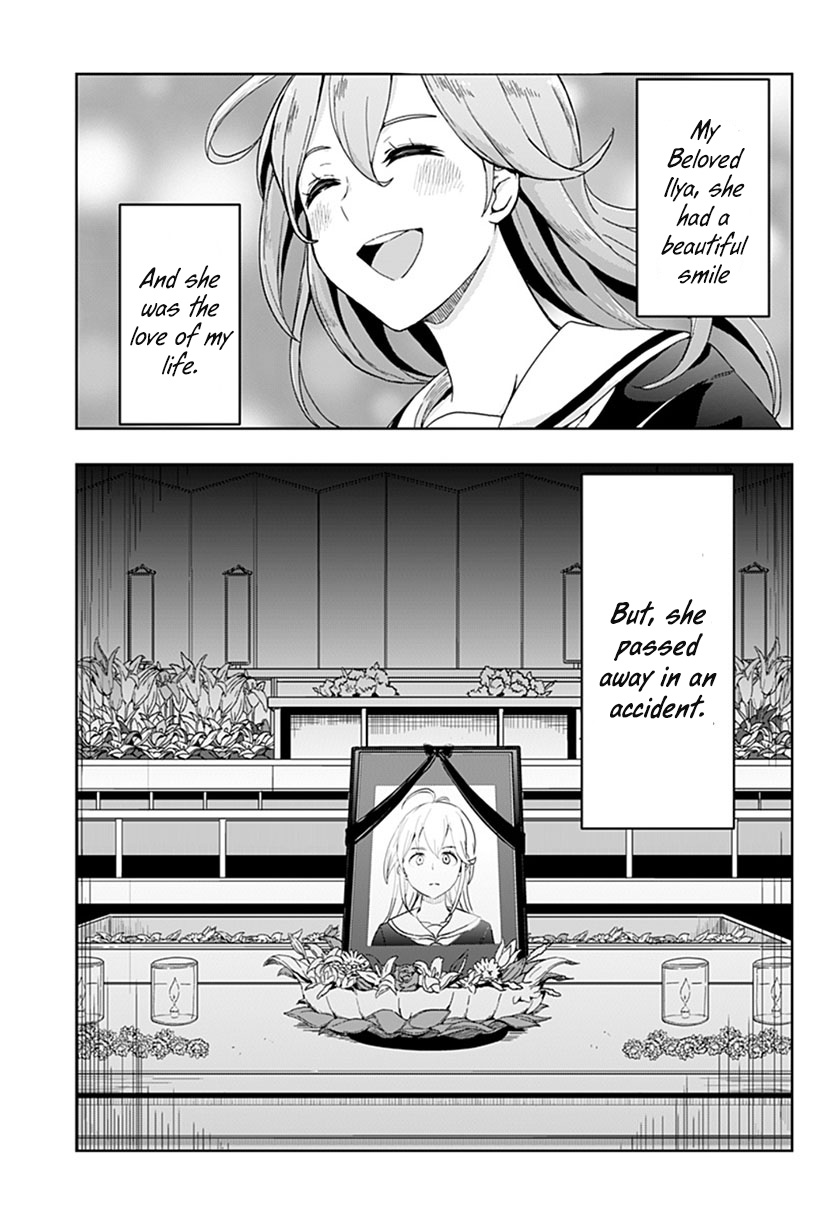 My
Beloved
Ilya, she
had a
beautiful
smile
And she
was the
love of my
life.
But, she
passed
away in an
accident.